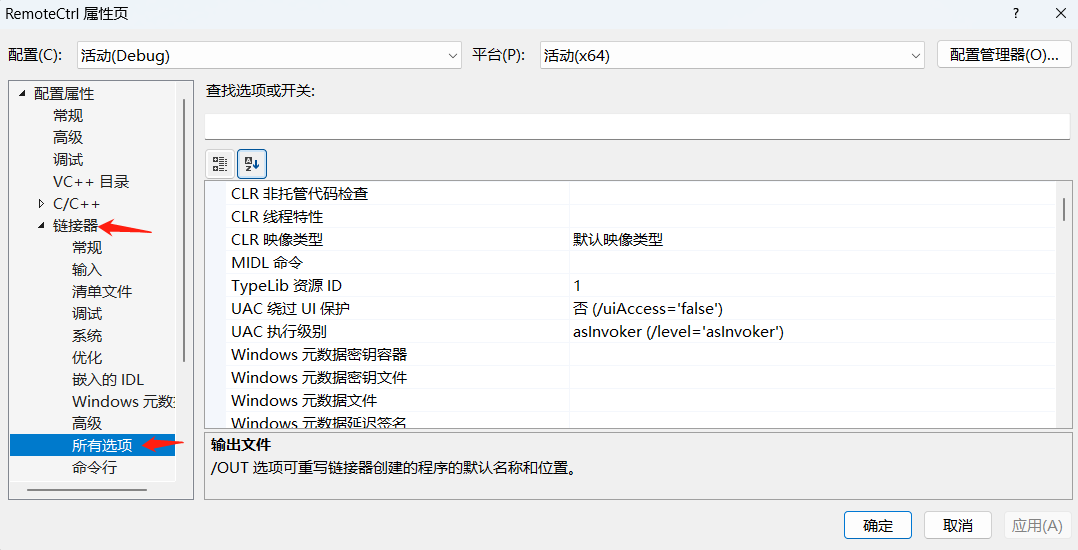 RemoteCtrl 属性页
配置(C): 活动(Debug) 平台(P): 活动(x64) 配置管理器(O)...
配置属性
常规
高级
调试
VC++ 目录
C/C++
链接器
常规
输入
清单文件
调试
系统
优化
嵌入的 IDL
Windows 元数
高级
所有选项
命令行
查找选项或开关:
CLR 非托管代码检查
CLR 线程特性
CLR 映像类型 默认映像类型
MIDL 命令
TypeLib 资源 ID 1
UAC 绕过 UI 保护 否 (/uiAccess='false')
UAC 执行级别 asInvoker (/level='asInvoker')
Windows 元数据密钥容器
Windows 元数据密钥文件
Windows 元数据文件
Windows 元数据延迟签名
输出文件
/OUT 选项可重写链接器创建的程序的默认名称和位置。
确定 取消 应用(A)